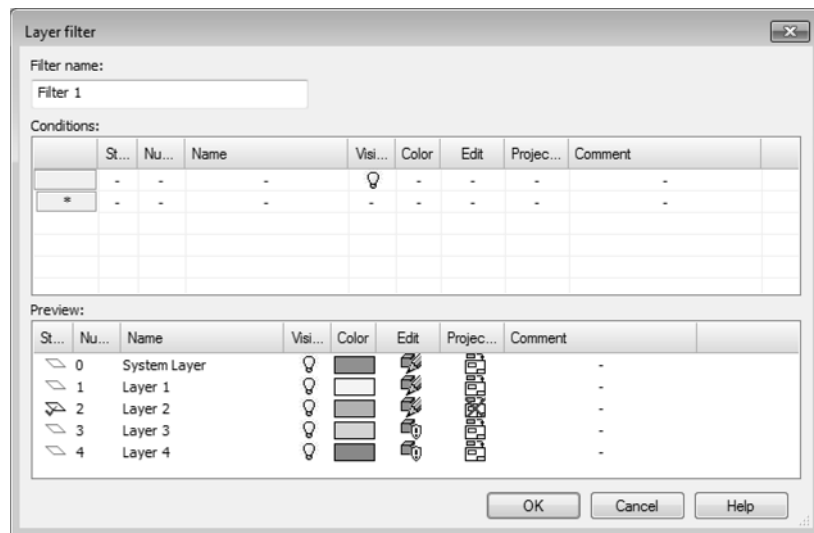 Layer filter
Filter name:
Filter 1
Conditions:
St... Nu... Name Visi... Color Edit Projec... Comment
- - - - - - -
* - - - - - - - -
Preview:
St... Nu... Name Visi... Color Edit Projec... Comment
0 System Layer -
1 Layer 1 -
2 Layer 2 -
3 Layer 3 -
4 Layer 4 -
OK Cancel Help